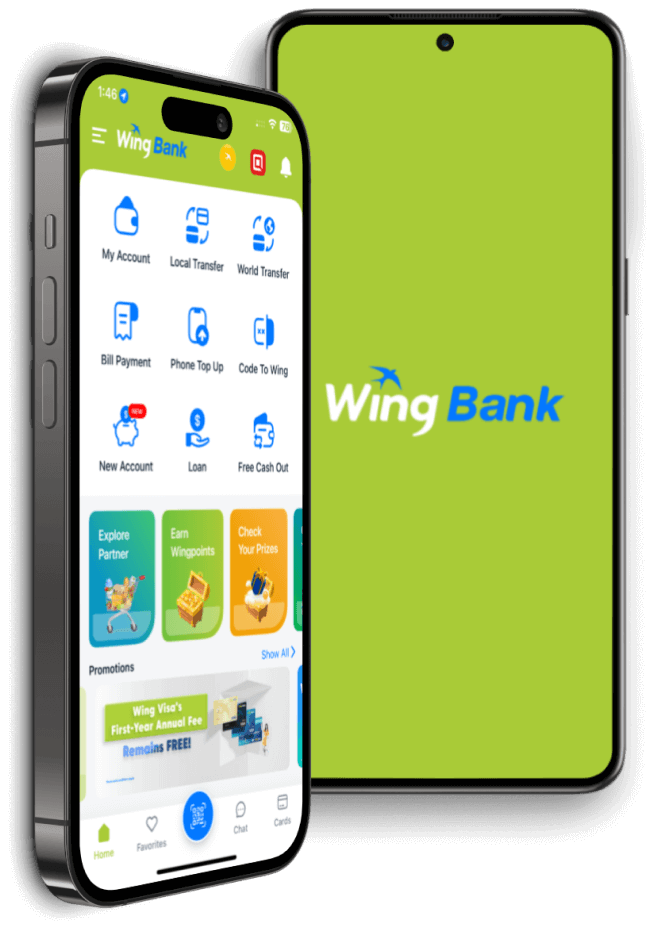 1:46
76
Wing Bank
My Account
Local Transfer
World Transfer
Bill Payment
Phone Top Up
Code To Wing
NEW
New Account
Loan
Free Cash Out
Explore
Partner
Earn
Wingpoints
Check
Your Prizes
Show All
Promotions
Wing Visa's
First-Year Annual Fee
Remains FREE!
Home
Favorites
Chat
Cards
Wing Bank